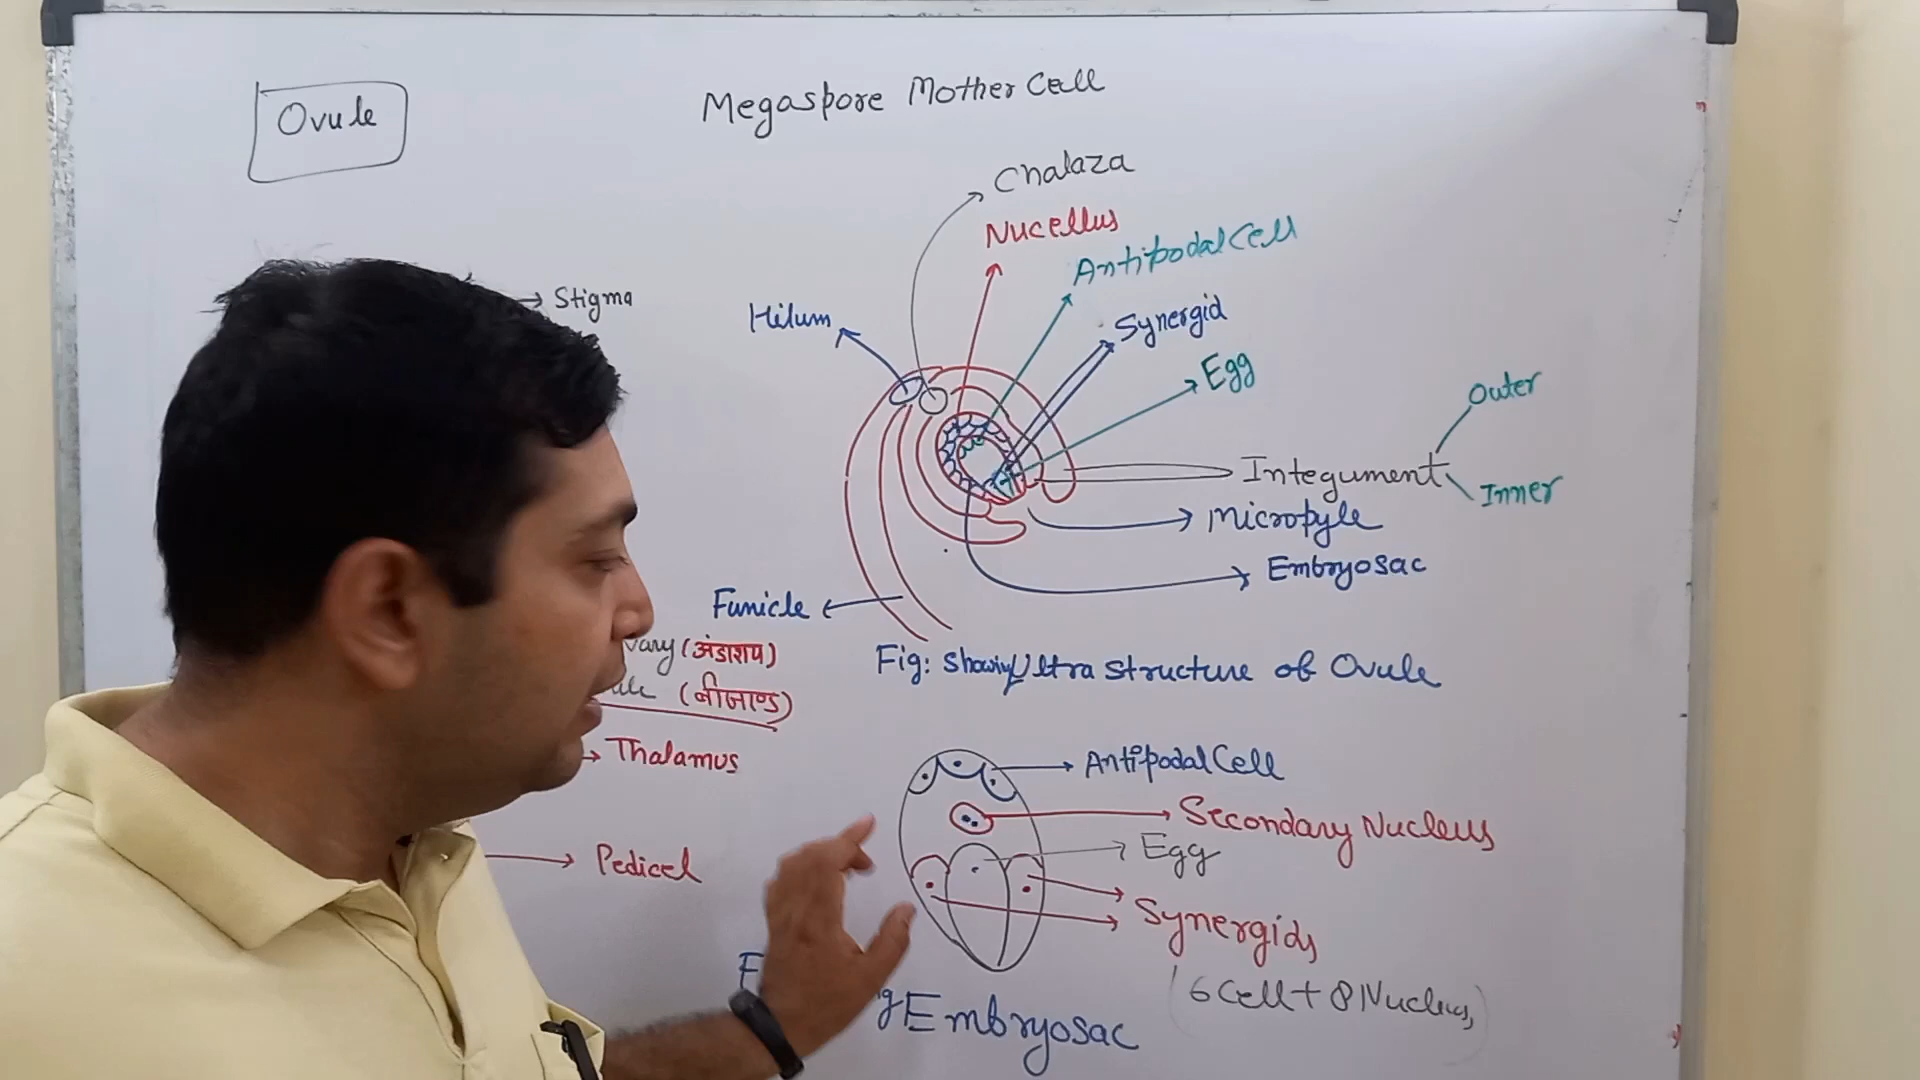 Ovule
Megaspore Mother Cell
Chalaza
Nucellus
Antipodal Cell
Stigma
Hilum
Synergid
Egg
Outer
Integument
Inner
Micropyle
Embryosac
Funicle
vary (अंडाशय)
ule (बीजाण्ड)
Fig: Showing Ultra Structure of Ovule
Thalamus
Antipodal Cell
Secondary Nucleus
Egg
Pedicel
Synergids
(6 Cell + 8 Nucleus)
Embryosac